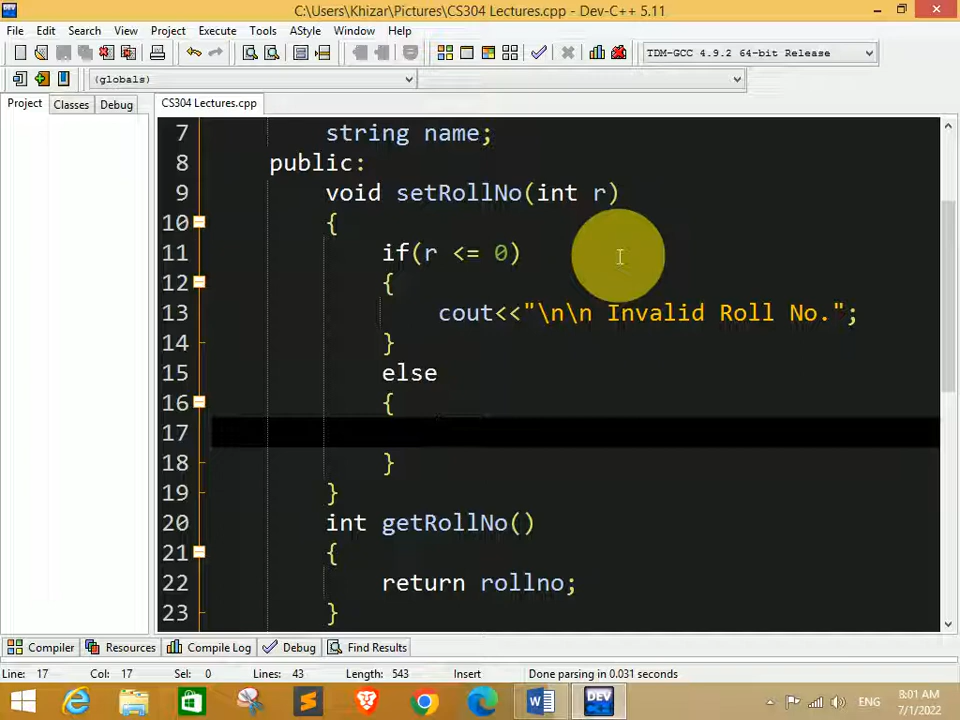 C:\Users\Khizar\Pictures\CS304 Lectures.cpp - Dev-C++ 5.11
File Edit Search View Project Execute Tools AStyle Window Help
TDM-GCC 4.9.2 64-bit Release
(globals)
Project Classes Debug CS304 Lectures.cpp
7 string name;
8 public:
9 void setRollNo(int r)
10 {
11 if(r <= 0)
12 {
13 cout<<"\n\n Invalid Roll No.";
14 }
15 else
16 {
17
18 }
19 }
20 int getRollNo()
21 {
22 return rollno;
23 }
Compiler Resources Compile Log Debug Find Results
Line: 17 Col: 17 Sel: 0 Lines: 43 Length: 543 Insert Done parsing in 0.031 seconds
DEV
ENG
8:01 AM
7/1/2022